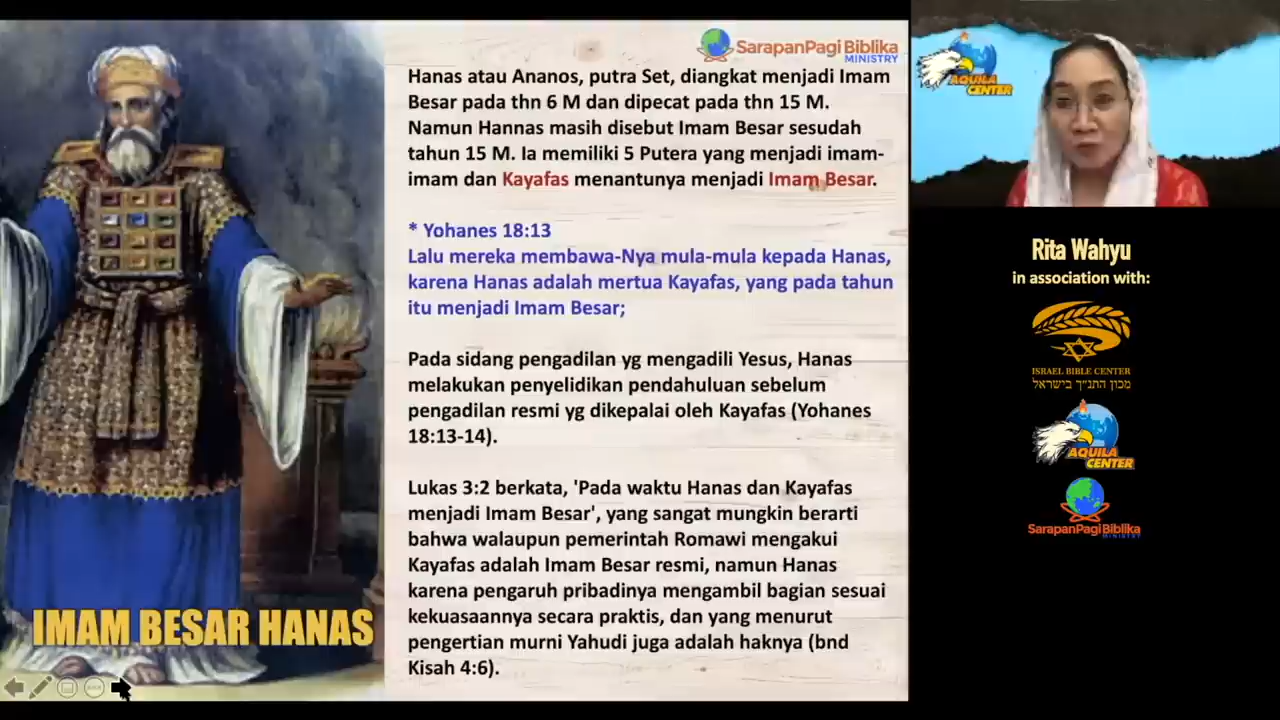 SarapanPagi Biblika
MINISTRY
Hanas atau Ananos, putra Set, diangkat menjadi Imam
Besar pada thn 6 M dan dipecat pada thn 15 M.
Namun Hannas masih disebut Imam Besar sesudah
tahun 15 M. Ia memiliki 5 Putera yang menjadi imam-
imam dan Kayafas menantunya menjadi Imam Besar.
* Yohanes 18:13
Lalu mereka membawa-Nya mula-mula kepada Hanas,
karena Hanas adalah mertua Kayafas, yang pada tahun
itu menjadi Imam Besar;
Pada sidang pengadilan yg mengadili Yesus, Hanas
melakukan penyelidikan pendahuluan sebelum
pengadilan resmi yg dikepalai oleh Kayafas (Yohanes
18:13-14).
Lukas 3:2 berkata, 'Pada waktu Hanas dan Kayafas
menjadi Imam Besar', yang sangat mungkin berarti
bahwa walaupun pemerintah Romawi mengakui
Kayafas adalah Imam Besar resmi, namun Hanas
karena pengaruh pribadinya mengambil bagian sesuai
kekuasaannya secara praktis, dan yang menurut
pengertian murni Yahudi juga adalah haknya (bnd
Kisah 4:6).
IMAM BESAR HANAS
AQUILA
CENTER
Rita Wahyu
in association with:
ISRAEL BIBLE CENTER
מכון התנ״ך בישראל
AQUILA
CENTER
SarapanPagi Biblika
MINISTRY